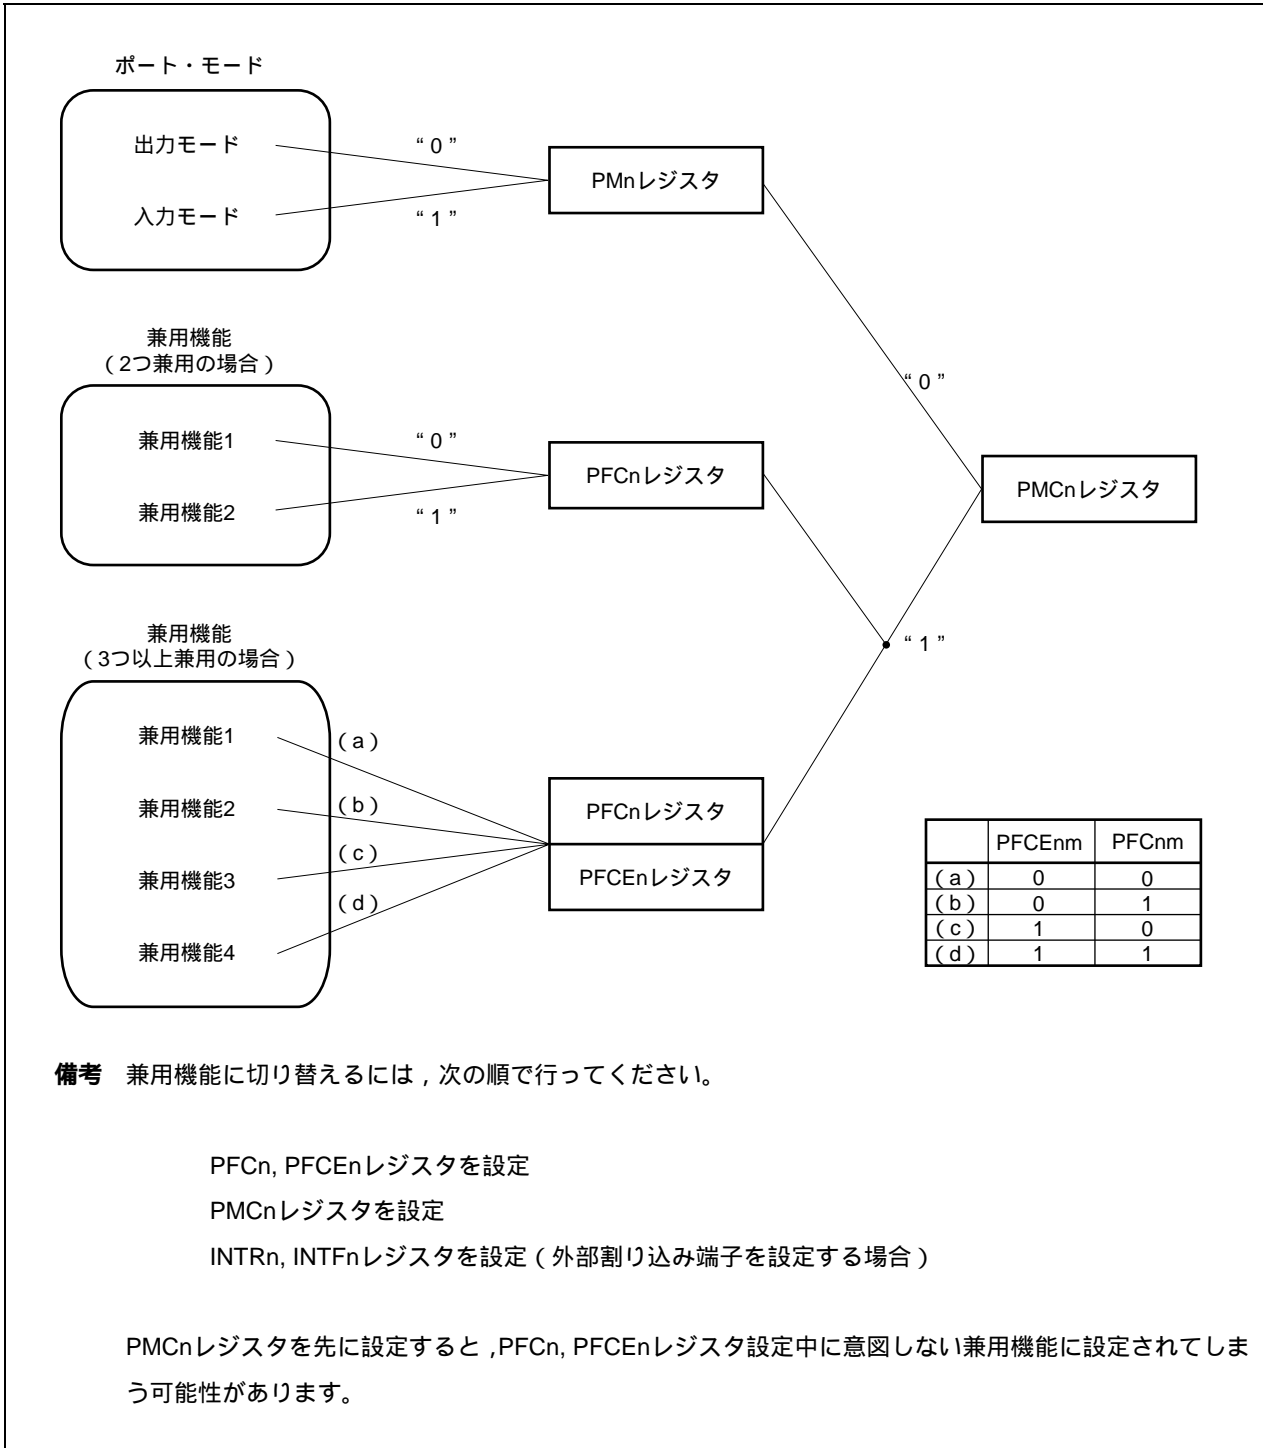 ポート・モード
出力モード
“0”
PMnレジスタ
入力モード
“1”
兼用機能
(2つ兼用の場合)
“0”
兼用機能1
“0”
PFCnレジスタ
PMCnレジスタ
兼用機能2
“1”
兼用機能
(3つ以上兼用の場合)
“1”
兼用機能1
(a)
兼用機能2
(b)
PFCnレジスタ
兼用機能3
(c)
PFCEnレジスタ
兼用機能4
(d)
PFCEnm PFCnm
(a) 0 0
(b) 0 1
(c) 1 0
(d) 1 1
備考 兼用機能に切り替えるには,次の順で行ってください。
PFCn, PFCEnレジスタを設定
PMCnレジスタを設定
INTRn, INTFnレジスタを設定(外部割り込み端子を設定する場合)
PMCnレジスタを先に設定すると,PFCn, PFCEnレジスタ設定中に意図しない兼用機能に設定されてしま
う可能性があります。